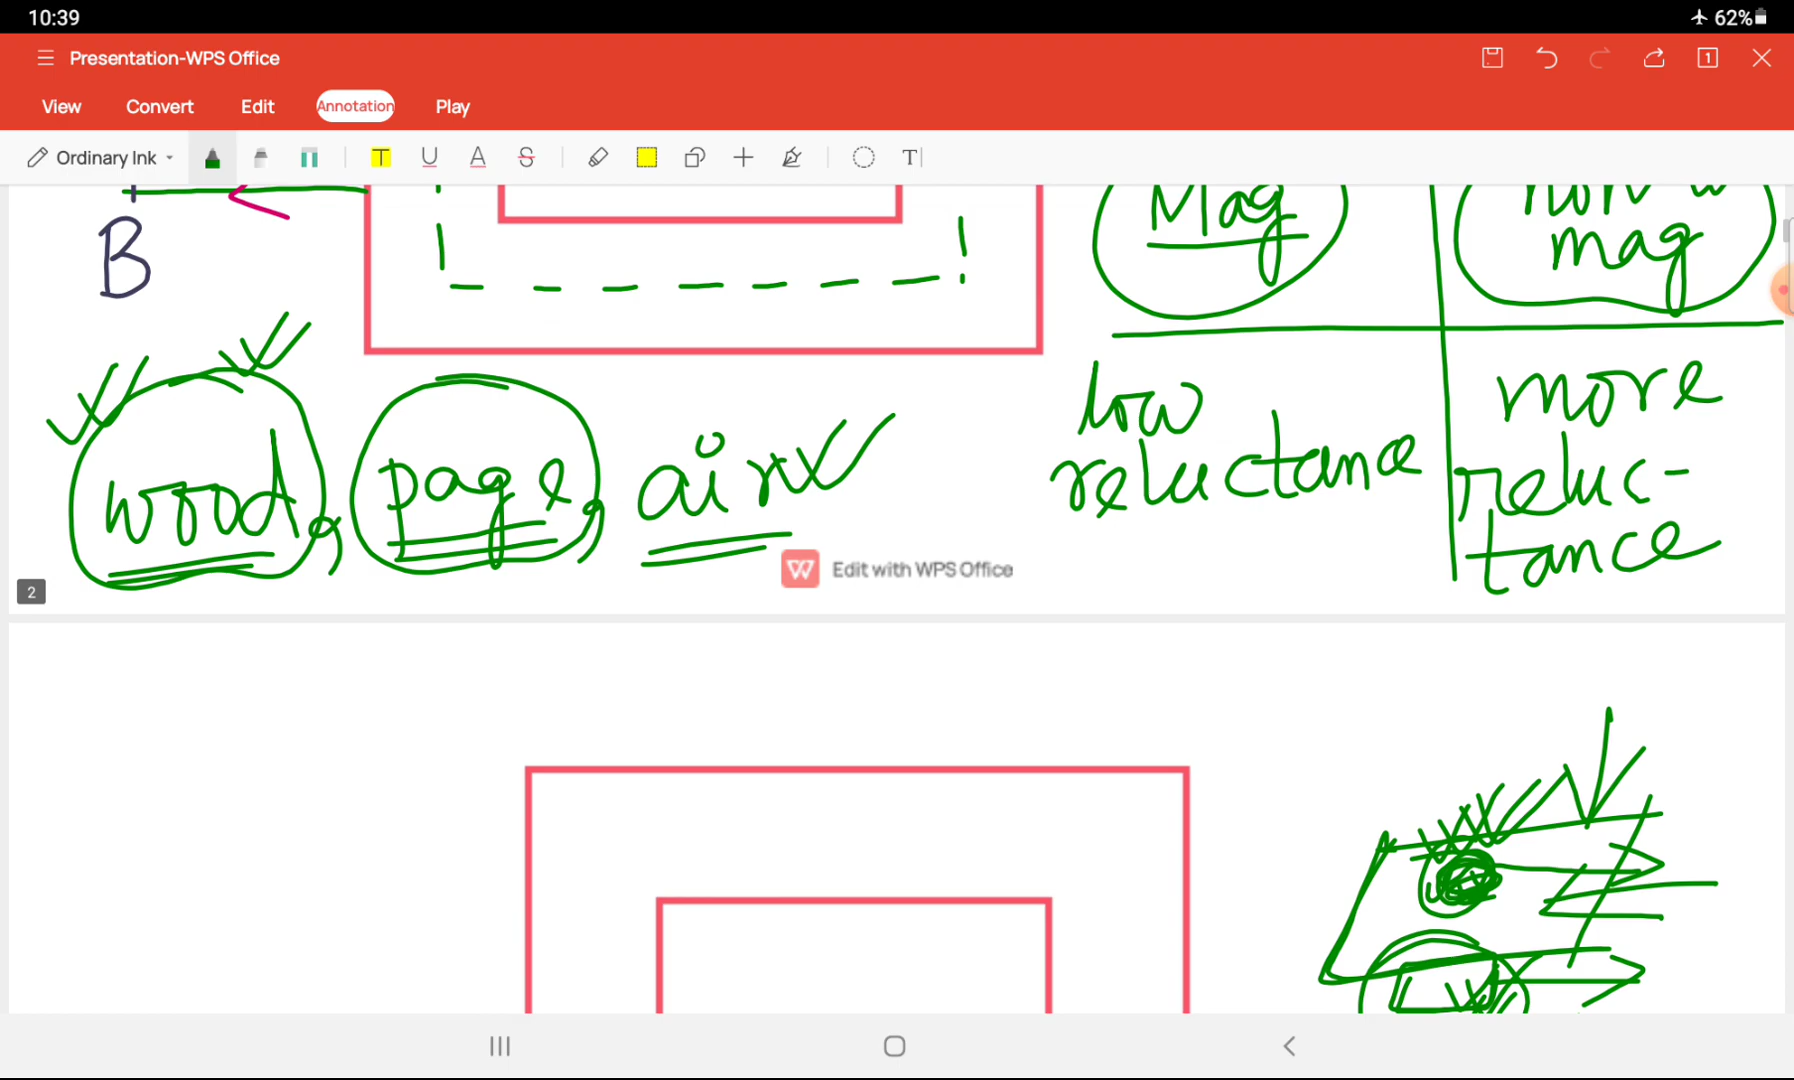 10:39
62%
Presentation-WPS Office
1
View Convert Edit Annotation Play
Ordinary Ink
T U A S T
B
Mag
mag
wood, page, air
low
reluctance
more
reluc-
tance
Edit with WPS Office
2